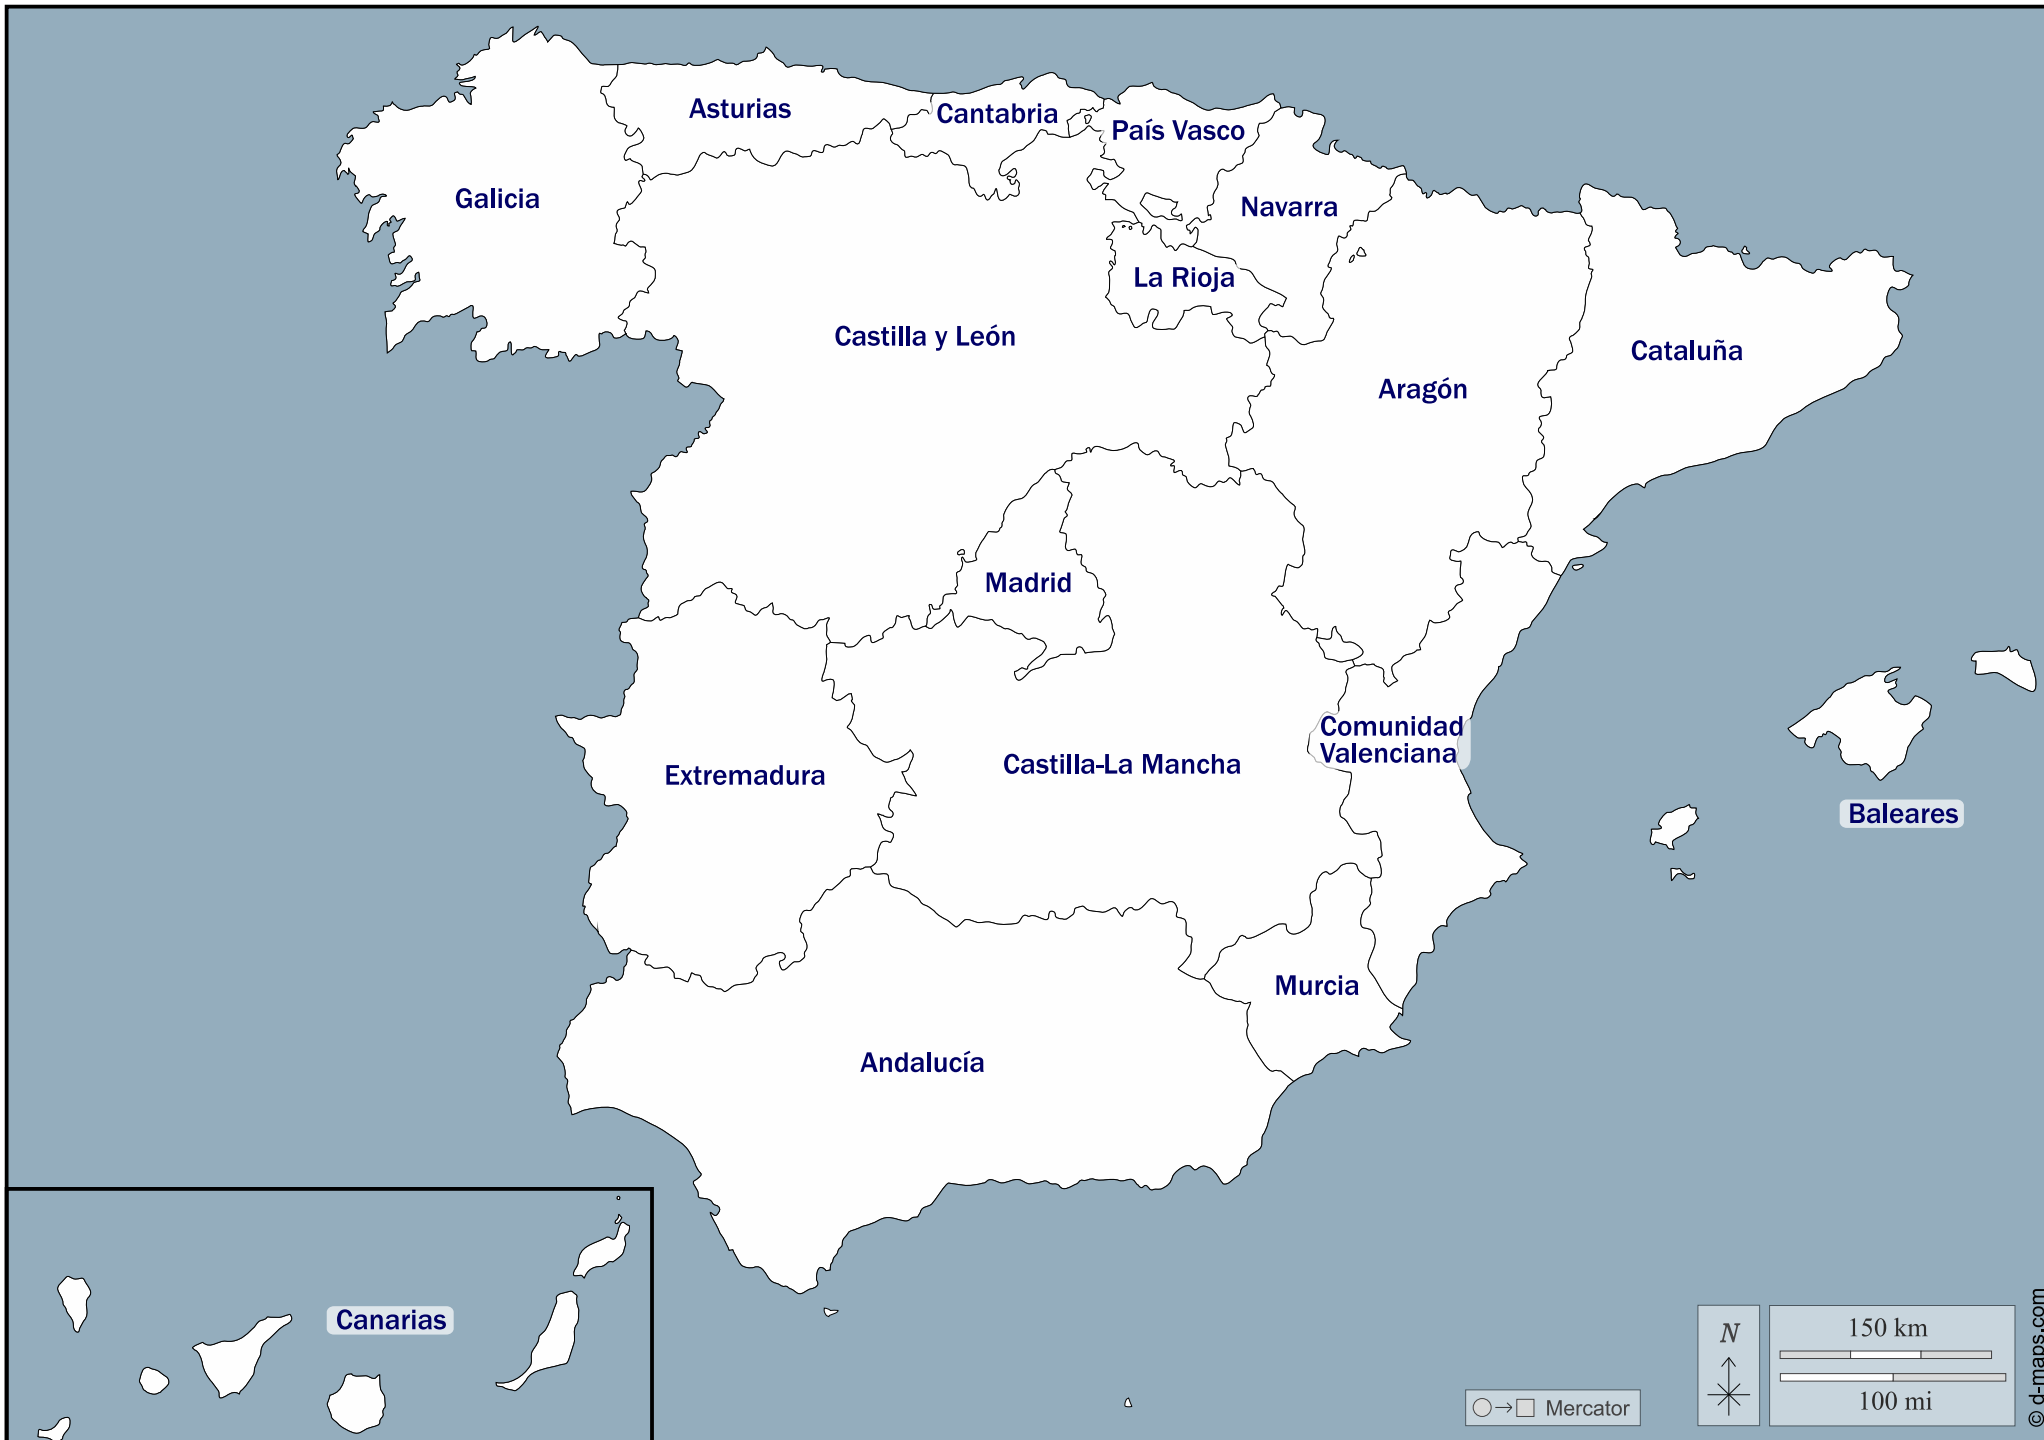 Asturias
Cantabria
País Vasco
Galicia
Navarra
La Rioja
Castilla y León
Cataluña
Aragón
Madrid
Comunidad
Valenciana
Castilla-La Mancha
Extremadura
Baleares
Murcia
Andalucía
Canarias
N
150 km
100 mi
Mercator
© d-maps.com